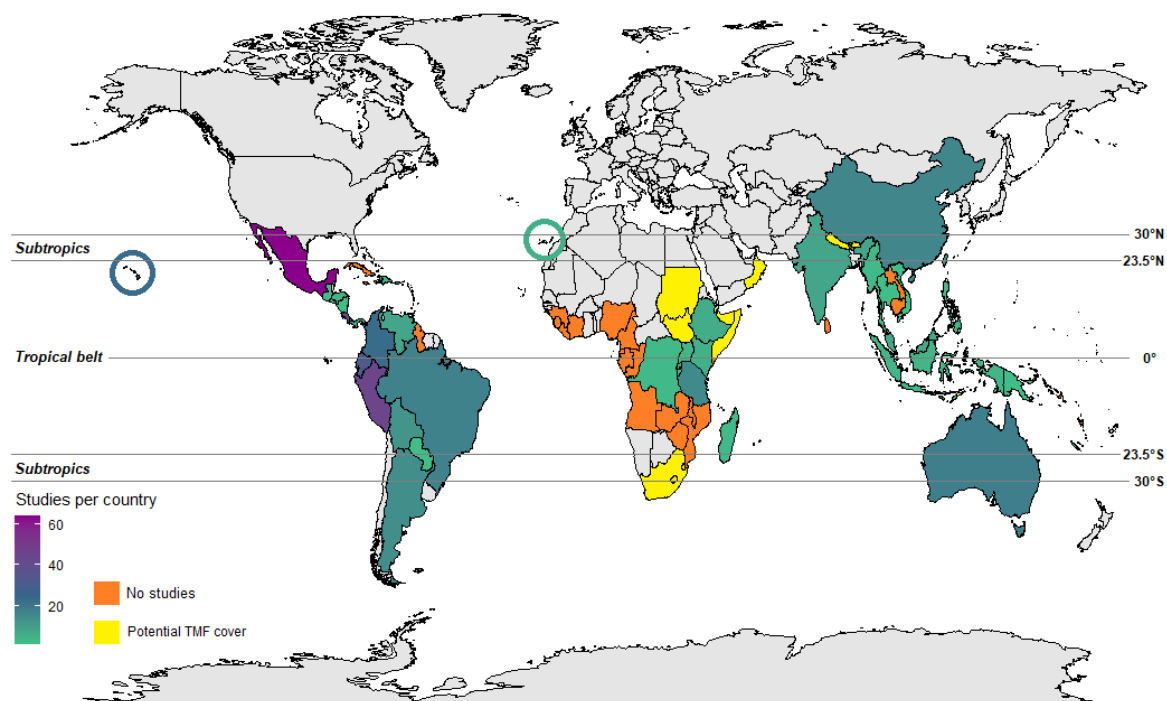 30°N
Subtropics
23.5°N
Tropical belt
0°
23.5°S
Subtropics
30°S
Studies per country
60
40
20
No studies
Potential TMF cover